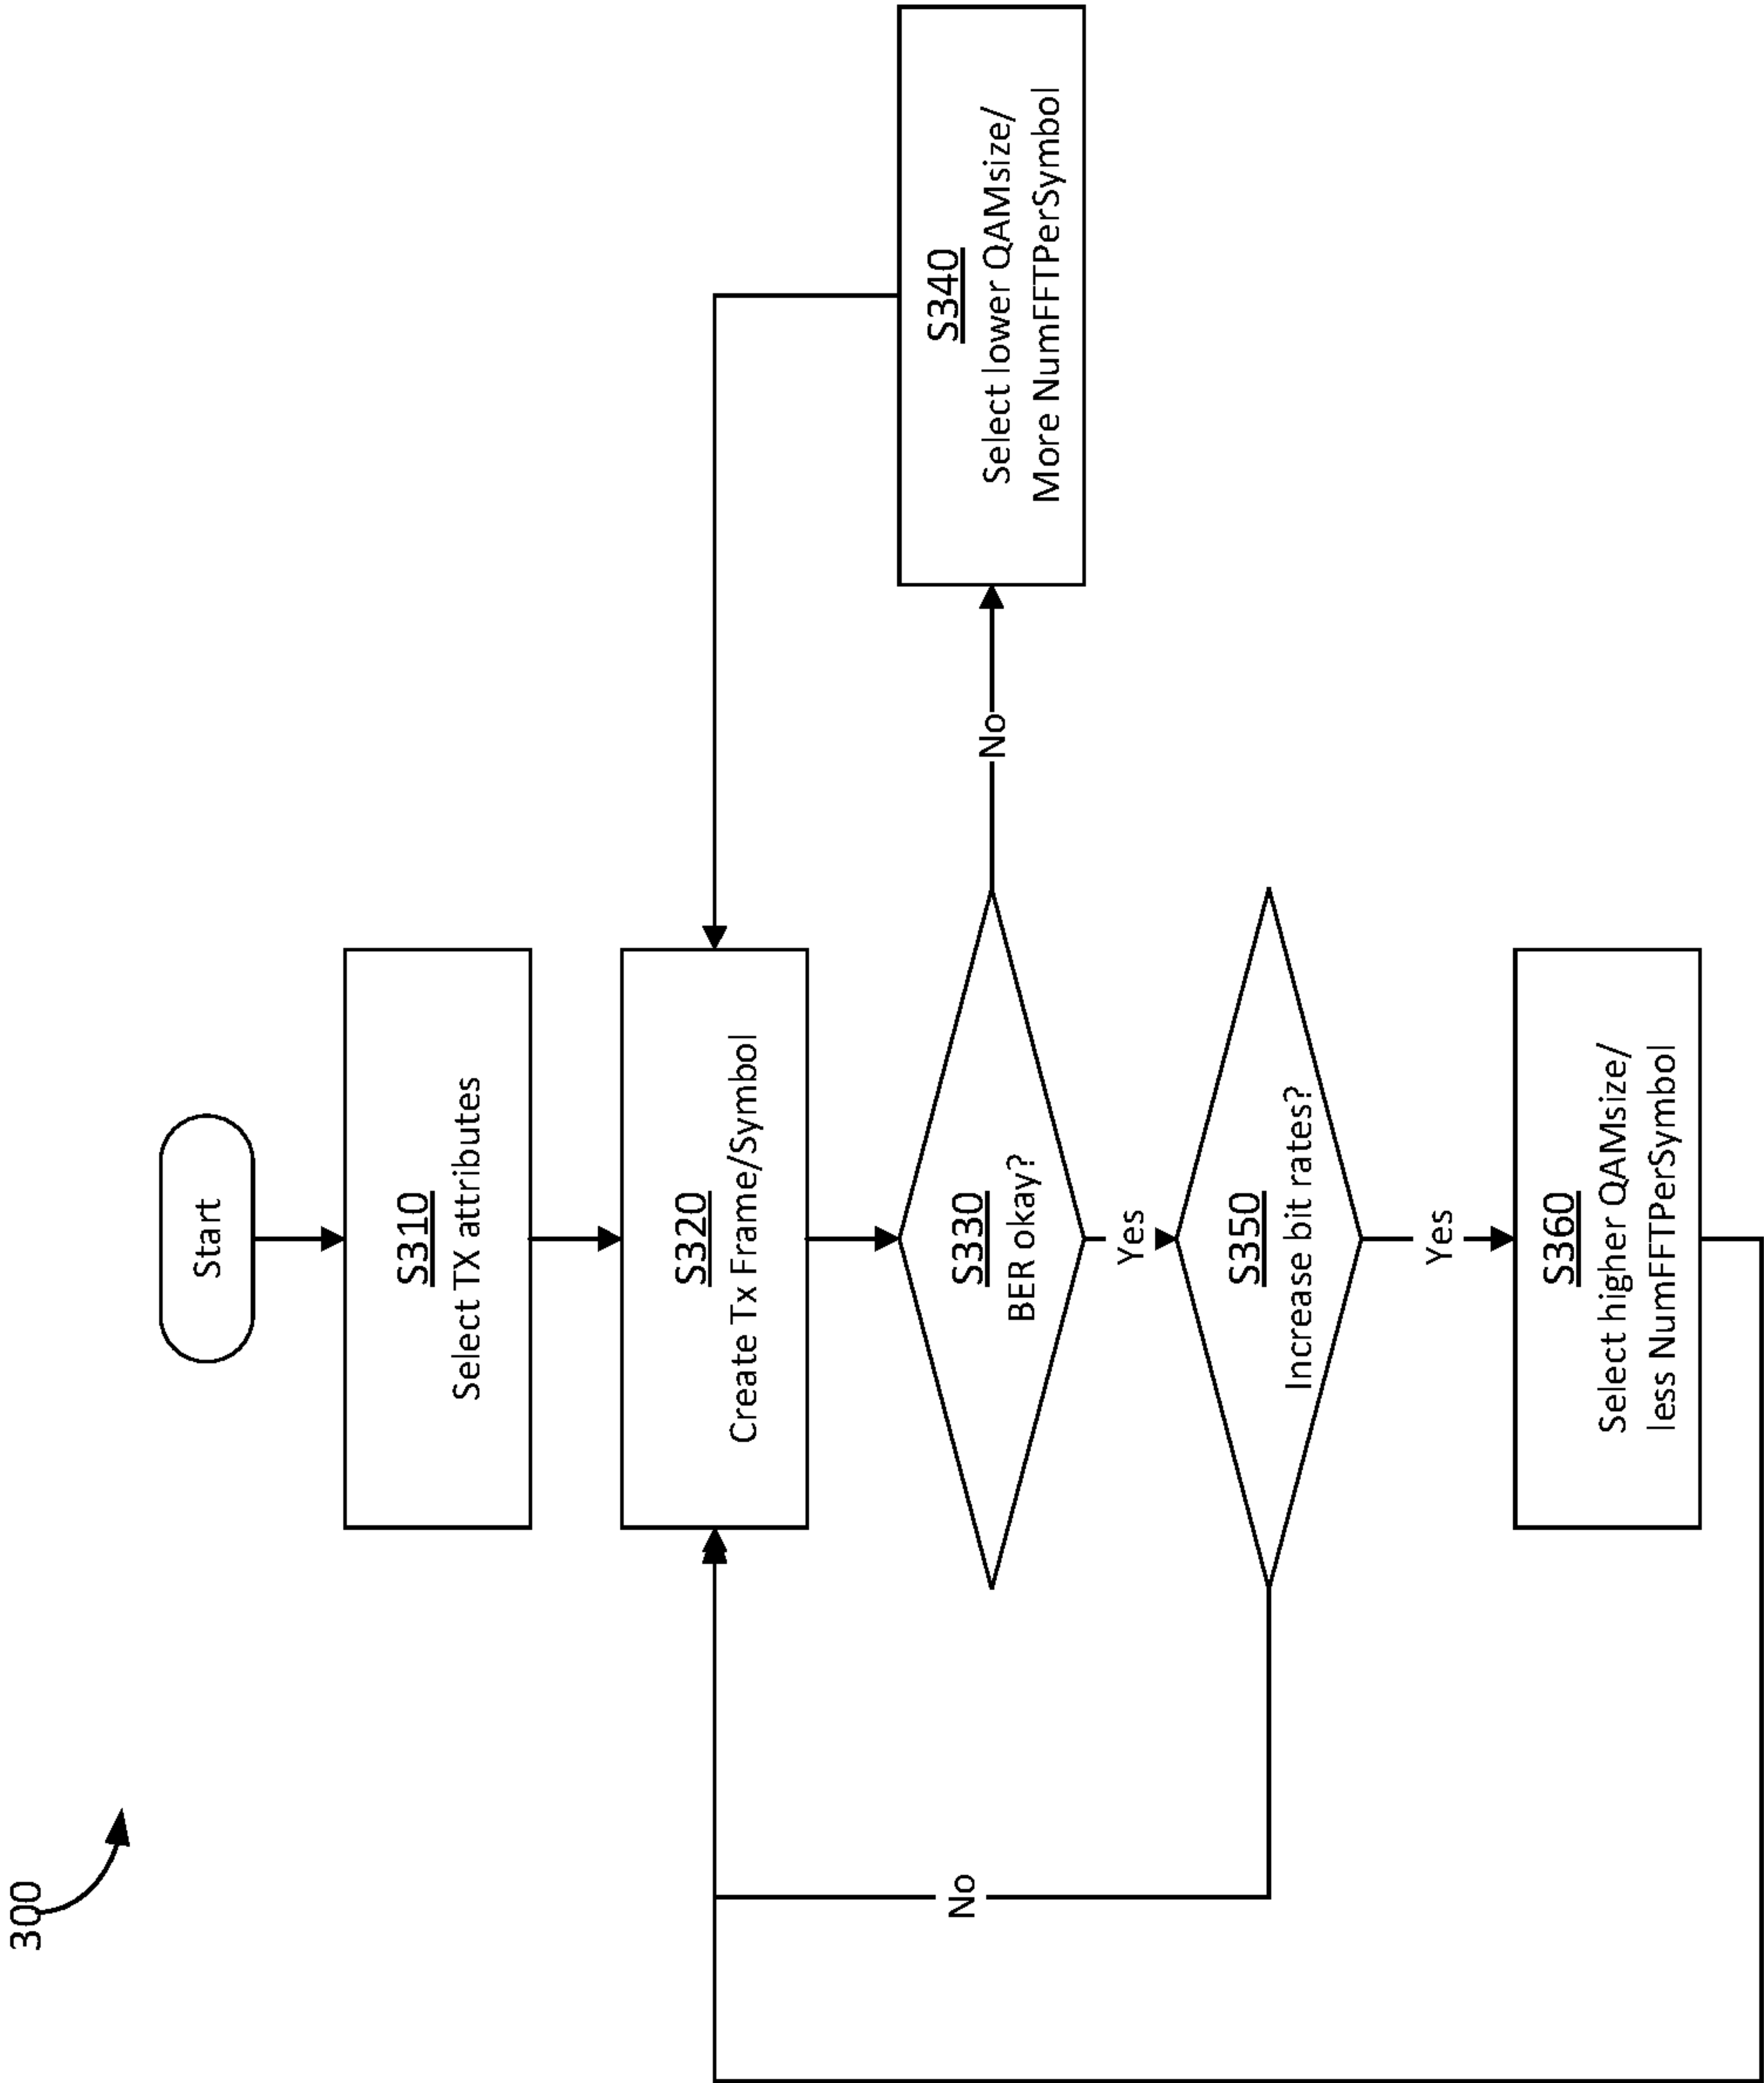 300
Start
S310
Select TX attributes
S320
Create Tx Frame/Symbol
S330
BER okay?
No
S340
Select lower QAMsize/
More NumFFTPerSymbol
Yes
S350
Increase bit rates?
No
Yes
S360
Select higher QAMsize/
less NumFFTPerSymbol